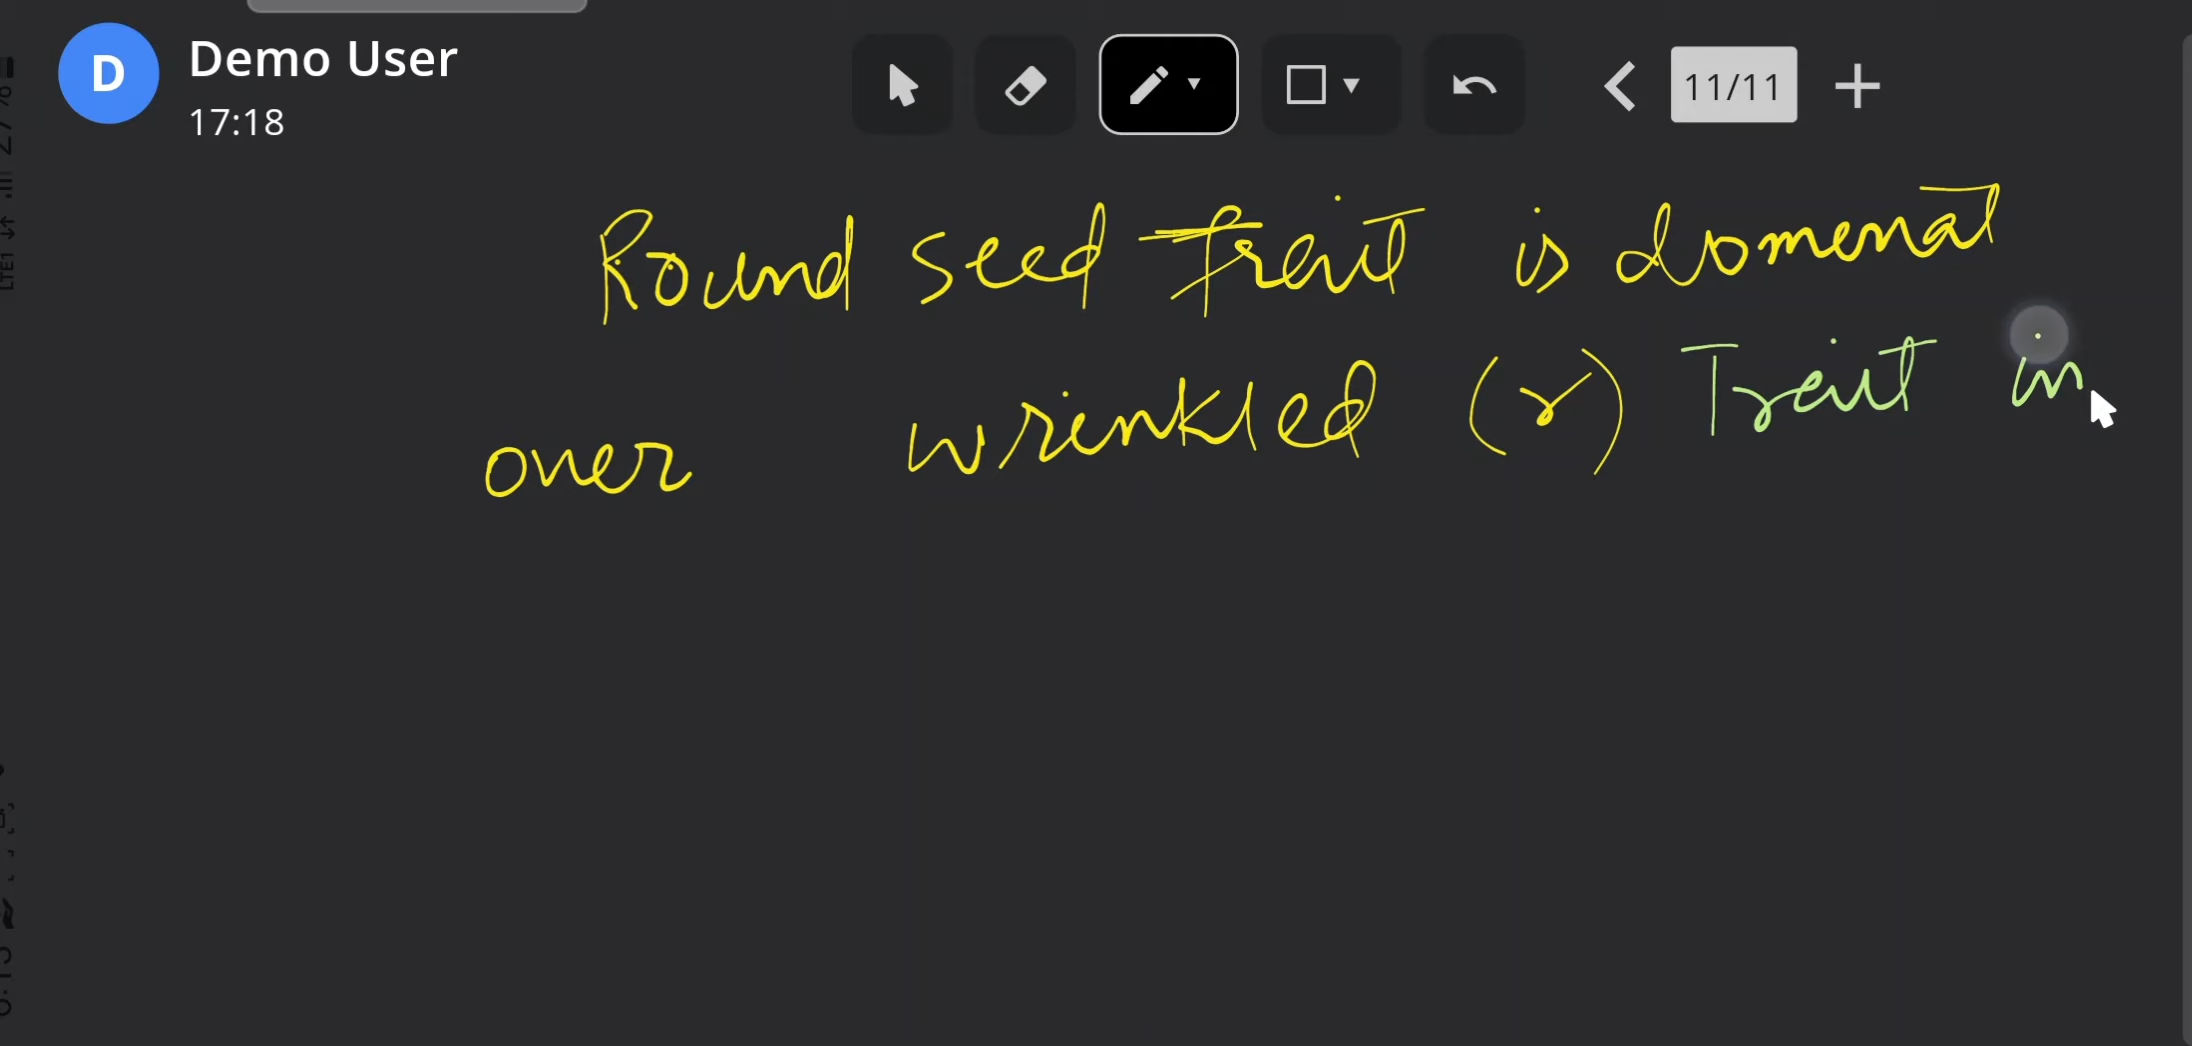 D
Demo User
17:18
11/11
Round seed trait is domenat
over wrinkled (r) Trait in